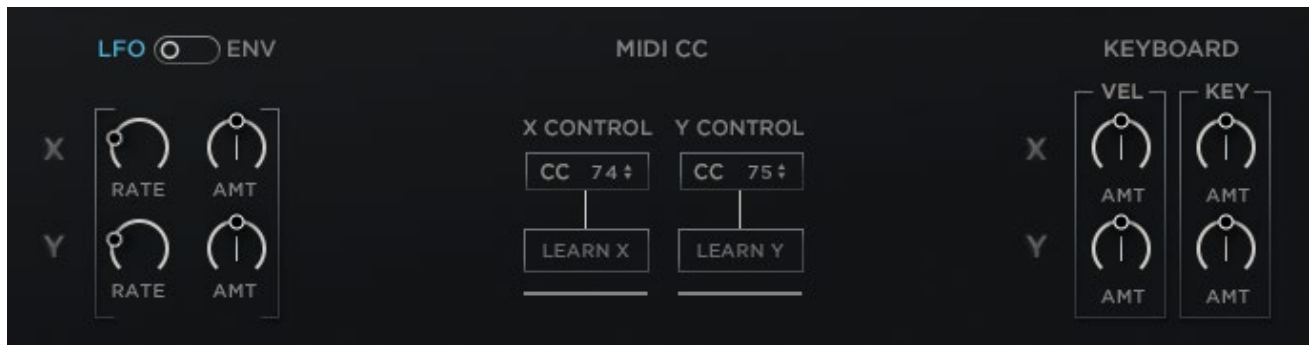 LFO ENV
MIDI CC
KEYBOARD
VEL KEY
X CONTROL Y CONTROL
X
CC 74
CC 75
X
RATE AMT
AMT AMT
Y
LEARN X
LEARN Y
Y
RATE AMT
AMT AMT